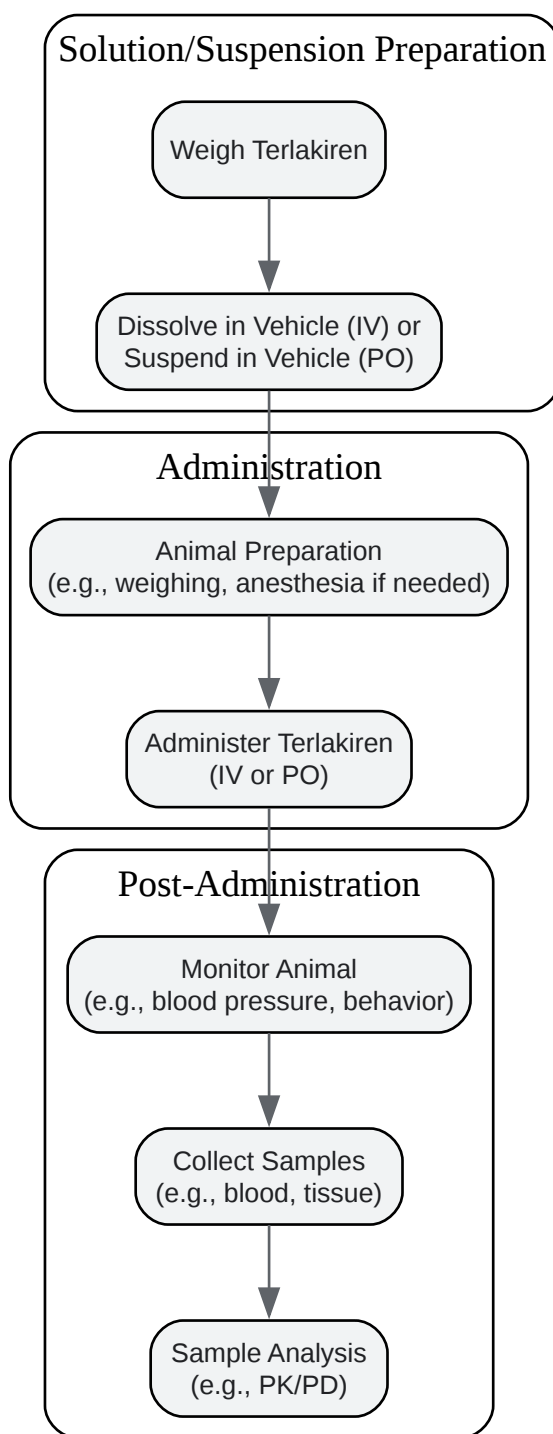 Solution/Suspension Preparation
Weigh Terlakiren
Dissolve in Vehicle (IV) or
Suspend in Vehicle (PO)
Administration
Animal Preparation
(e.g., weighing, anesthesia if needed)
Administer Terlakiren
(IV or PO)
Post-Administration
Monitor Animal
(e.g., blood pressure, behavior)
Collect Samples
(e.g., blood, tissue)
Sample Analysis
(e.g., PK/PD)